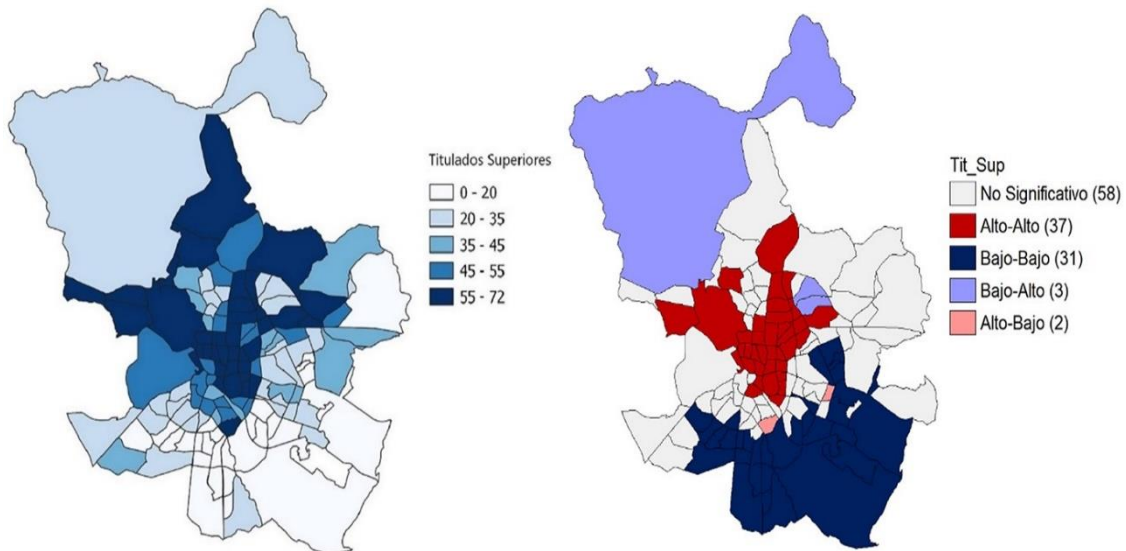 Titulados Superiores
0 - 20
20 - 35
35 - 45
45 - 55
55 - 72
Tit_Sup
No Significativo (58)
Alto-Alto (37)
Bajo-Bajo (31)
Bajo-Alto (3)
Alto-Bajo (2)